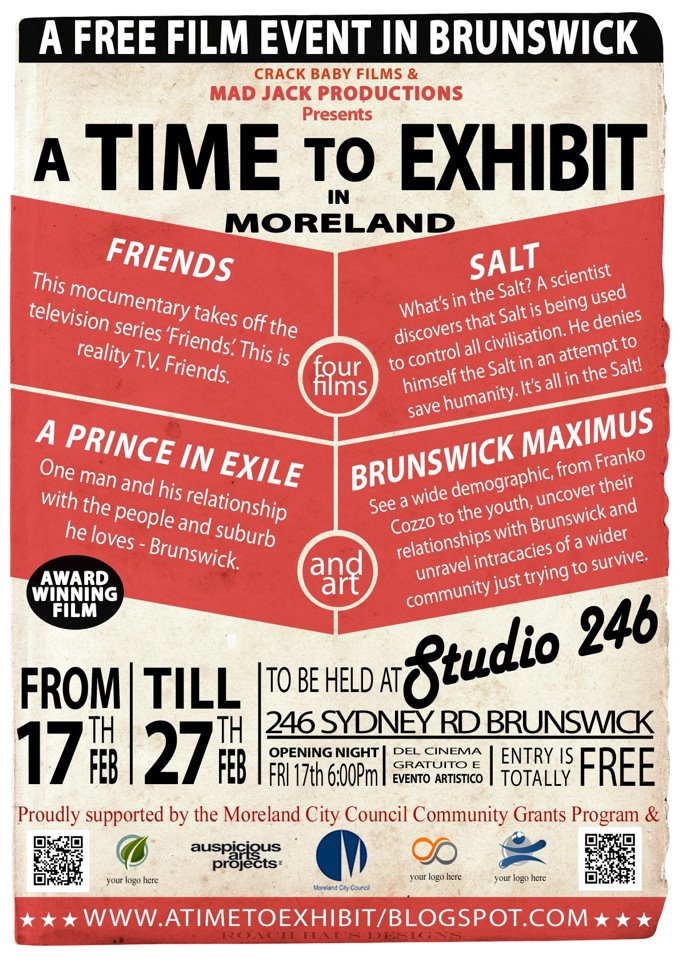 A FREE FILM EVENT IN BRUNSWICK
CRACK BABY FILMS &
MAD JACK PRODUCTIONS
Presents
A TIME TO EXHIBIT
IN
MORELAND
FRIENDS
This mocumentary takes off the
television series 'Friends'. This is
reality T.V. Friends.
SALT
What's in the Salt? A scientist
discovers that Salt is being used
to control all civilisation. He denies
himself the Salt in an attempt to
save humanity. It's all in the Salt!
four
films
A PRINCE IN EXILE
One man and his relationship
with the people and suburb
he loves - Brunswick.
AWARD
WINNING
FILM
BRUNSWICK MAXIMUS
See a wide demographic, from Franko
Cozzo to the youth, uncover their
relationships with Brunswick and
unravel intracacies of a wider
community just trying to survive.
and
art
FROM
17TH FEB
TILL
27TH FEB
TO BE HELD AT Studio 246
246 SYDNEY RD BRUNSWICK
OPENING NIGHT
FRI 17th 6:00Pm
DEL CINEMA
GRATUITO E
EVENTO ARTISTICO
ENTRY IS
TOTALLY FREE
Proudly supported by the Moreland City Council Community Grants Program &
your logo here
auspicious
arts
projects
Moreland City Council
your logo here
your logo here
WWW.ATIMETOEXHIBIT/BLOGSPOT.COM
ROACH HAUS DESIGNS